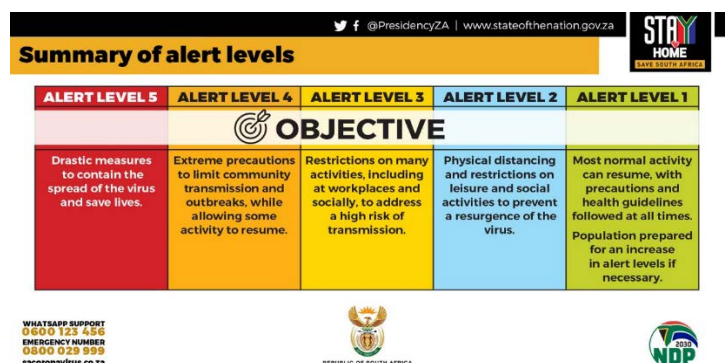 @PresidencyZA | www.stateofthenation.gov.za
STAY
HOME
SAVE SOUTH AFRICA
Summary of alert levels
ALERT LEVEL 5
ALERT LEVEL 4
ALERT LEVEL 3
ALERT LEVEL 2
ALERT LEVEL 1
OBJECTIVE
Drastic measures
to contain the
spread of the virus
and save lives.
Extreme precautions
to limit community
transmission and
outbreaks, while
allowing some
activity to resume.
Restrictions on many
activities, including
at workplaces and
socially, to address
a high risk of
transmission.
Physical distancing
and restrictions on
leisure and social
activities to prevent
a resurgence of the
virus.
Most normal activity
can resume, with
precautions and
health guidelines
followed at all times.
Population prepared
for an increase
in alert levels if
necessary.
WHATSAPP SUPPORT
0600 123 456
EMERGENCY NUMBER
0800 029 999
sacoronavirus.co.za
REPUBLIC OF SOUTH AFRICA
2030
NDP